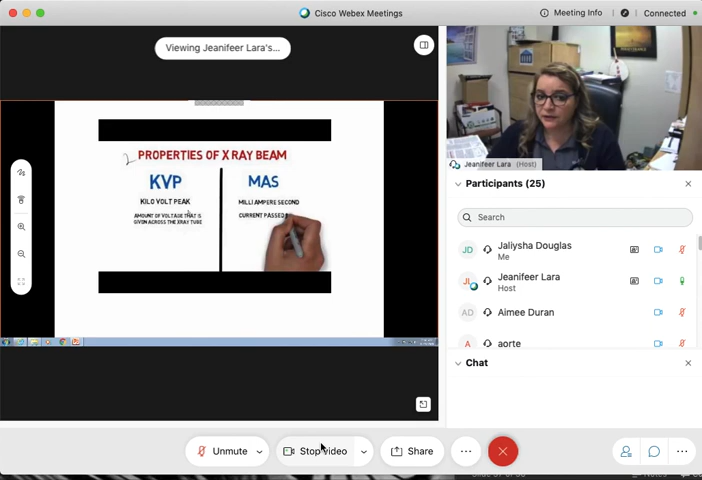 Cisco Webex Meetings
Meeting Info
Connected
Viewing Jeanifeer Lara's...
PROPERTIES OF X RAY BEAM
KVP
KILO VOLT PEAK
AMOUNT OF VOLTAGE THAT IS
GIVEN ACROSS THE XRAY TUBE
MAS
MILLI AMPERE SECOND
CURRENT PASSED
Jeanifeer Lara (Host)
Participants (25)
Search
JD
Jaliysha Douglas
Me
JL
Jeanifeer Lara
Host
AD
Aimee Duran
A
aorte
Chat
Unmute
Stop Video
Share